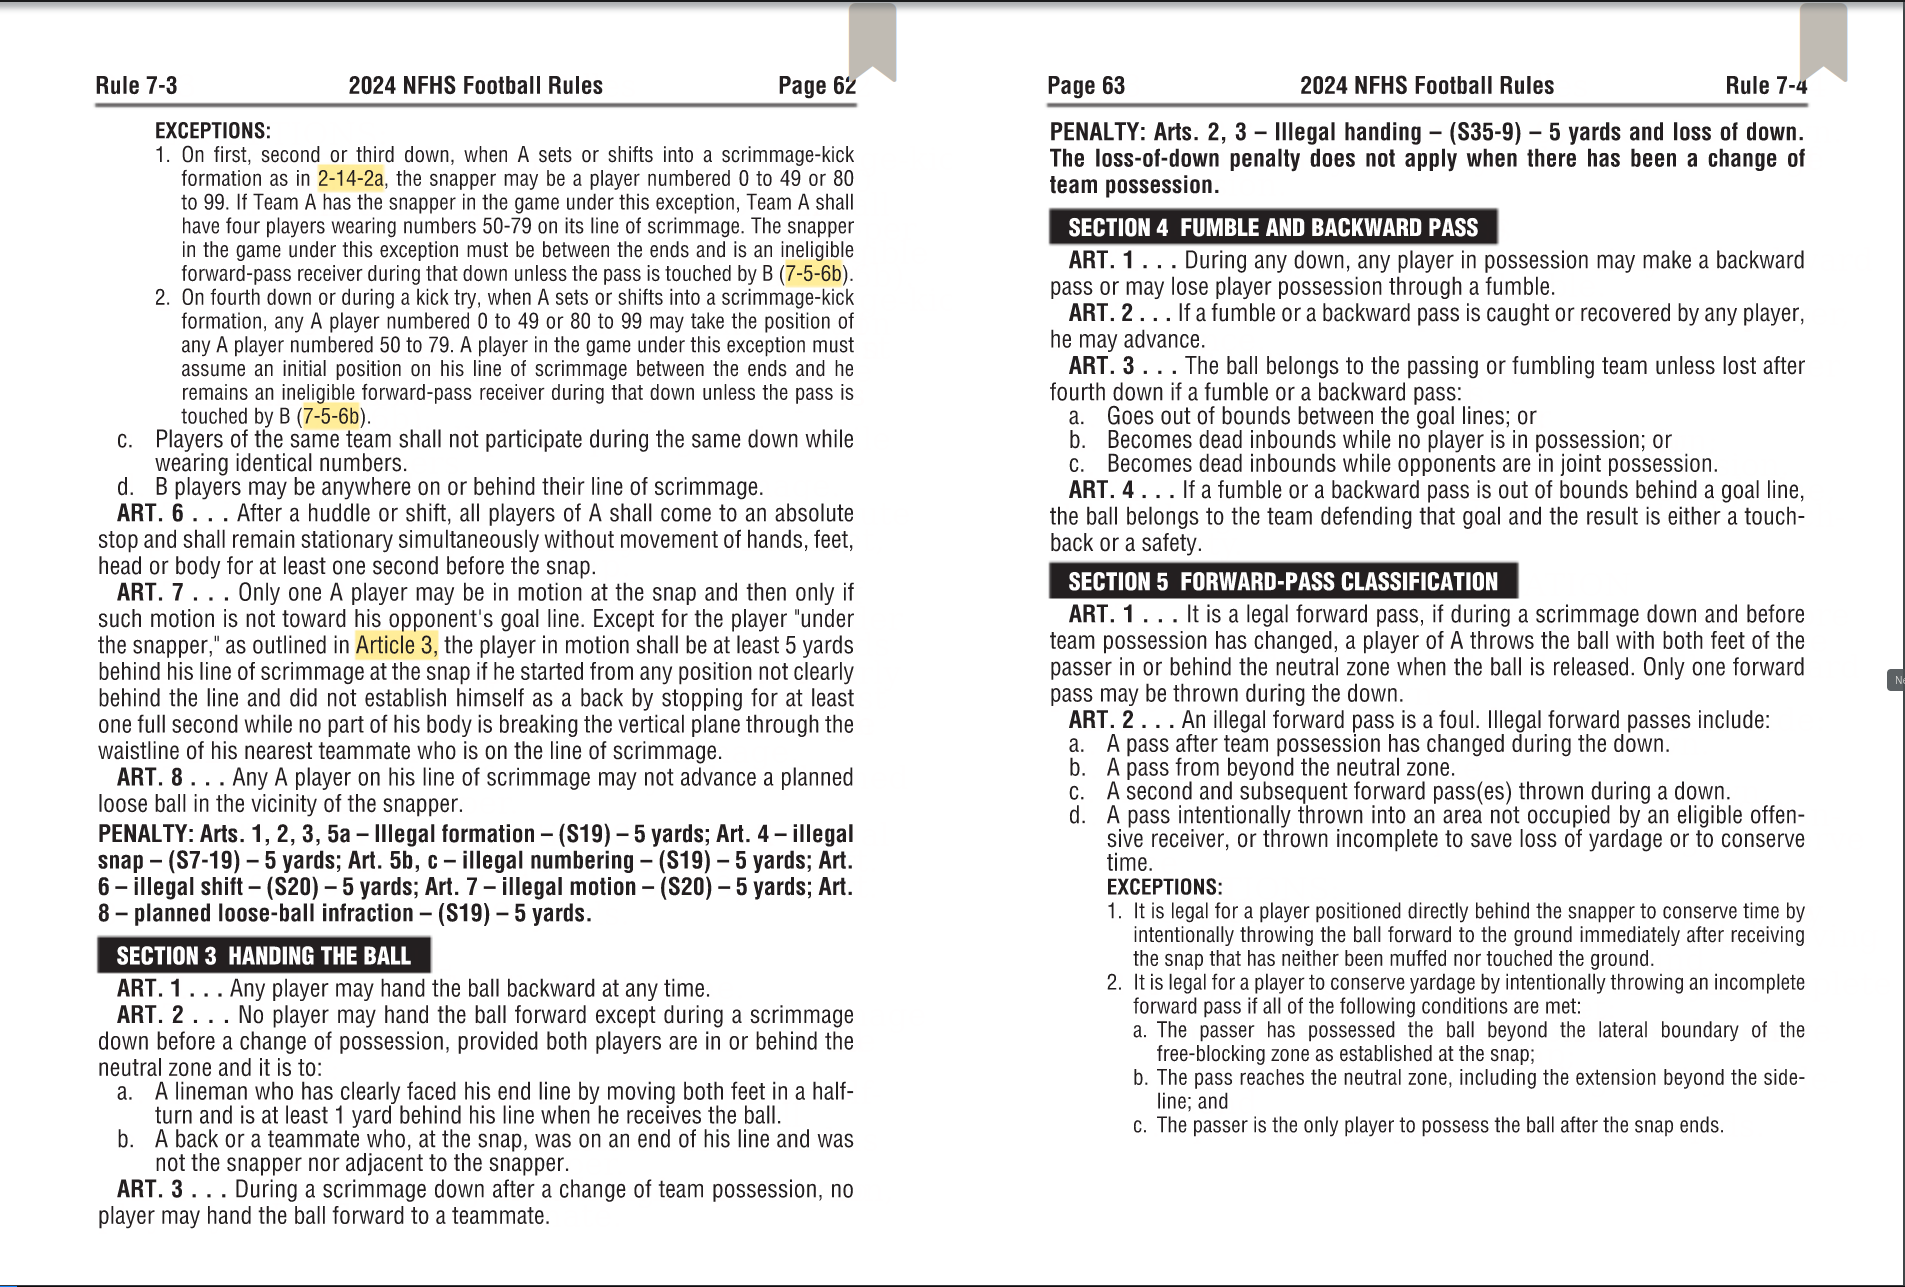 Rule 7-3 2024 NFHS Football Rules Page 62
EXCEPTIONS:
1. On first, second or third down, when A sets or shifts into a scrimmage-kick
formation as in 2-14-2a, the snapper may be a player numbered 0 to 49 or 80
to 99. If Team A has the snapper in the game under this exception, Team A shall
have four players wearing numbers 50-79 on its line of scrimmage. The snapper
in the game under this exception must be between the ends and is an ineligible
forward-pass receiver during that down unless the pass is touched by B (7-5-6b).
2. On fourth down or during a kick try, when A sets or shifts into a scrimmage-kick
formation, any A player numbered 0 to 49 or 80 to 99 may take the position of
any A player numbered 50 to 79. A player in the game under this exception must
assume an initial position on his line of scrimmage between the ends and he
remains an ineligible forward-pass receiver during that down unless the pass is
touched by B (7-5-6b).
c. Players of the same team shall not participate during the same down while
wearing identical numbers.
d. B players may be anywhere on or behind their line of scrimmage.
ART. 6 . . . After a huddle or shift, all players of A shall come to an absolute
stop and shall remain stationary simultaneously without movement of hands, feet,
head or body for at least one second before the snap.
ART. 7 . . . Only one A player may be in motion at the snap and then only if
such motion is not toward his opponent's goal line. Except for the player "under
the snapper," as outlined in Article 3, the player in motion shall be at least 5 yards
behind his line of scrimmage at the snap if he started from any position not clearly
behind the line and did not establish himself as a back by stopping for at least
one full second while no part of his body is breaking the vertical plane through the
waistline of his nearest teammate who is on the line of scrimmage.
ART. 8 . . . Any A player on his line of scrimmage may not advance a planned
loose ball in the vicinity of the snapper.
PENALTY: Arts. 1, 2, 3, 5a – Illegal formation – (S19) – 5 yards; Art. 4 – illegal
snap – (S7-19) – 5 yards; Art. 5b, c – illegal numbering – (S19) – 5 yards; Art.
6 – illegal shift – (S20) – 5 yards; Art. 7 – illegal motion – (S20) – 5 yards; Art.
8 – planned loose-ball infraction – (S19) – 5 yards.
SECTION 3 HANDING THE BALL
ART. 1 . . . Any player may hand the ball backward at any time.
ART. 2 . . . No player may hand the ball forward except during a scrimmage
down before a change of possession, provided both players are in or behind the
neutral zone and it is to:
a. A lineman who has clearly faced his end line by moving both feet in a half-
turn and is at least 1 yard behind his line when he receives the ball.
b. A back or a teammate who, at the snap, was on an end of his line and was
not the snapper nor adjacent to the snapper.
ART. 3 . . . During a scrimmage down after a change of team possession, no
player may hand the ball forward to a teammate.
Page 63 2024 NFHS Football Rules Rule 7-4
PENALTY: Arts. 2, 3 – Illegal handing – (S35-9) – 5 yards and loss of down.
The loss-of-down penalty does not apply when there has been a change of
team possession.
SECTION 4 FUMBLE AND BACKWARD PASS
ART. 1 . . . During any down, any player in possession may make a backward
pass or may lose player possession through a fumble.
ART. 2 . . . If a fumble or a backward pass is caught or recovered by any player,
he may advance.
ART. 3 . . . The ball belongs to the passing or fumbling team unless lost after
fourth down if a fumble or a backward pass:
a. Goes out of bounds between the goal lines; or
b. Becomes dead inbounds while no player is in possession; or
c. Becomes dead inbounds while opponents are in joint possession.
ART. 4 . . . If a fumble or a backward pass is out of bounds behind a goal line,
the ball belongs to the team defending that goal and the result is either a touch-
back or a safety.
SECTION 5 FORWARD-PASS CLASSIFICATION
ART. 1 . . . It is a legal forward pass, if during a scrimmage down and before
team possession has changed, a player of A throws the ball with both feet of the
passer in or behind the neutral zone when the ball is released. Only one forward
pass may be thrown during the down.
ART. 2 . . . An illegal forward pass is a foul. Illegal forward passes include:
a. A pass after team possession has changed during the down.
b. A pass from beyond the neutral zone.
c. A second and subsequent forward pass(es) thrown during a down.
d. A pass intentionally thrown into an area not occupied by an eligible offen-
sive receiver, or thrown incomplete to save loss of yardage or to conserve
time.
EXCEPTIONS:
1. It is legal for a player positioned directly behind the snapper to conserve time by
intentionally throwing the ball forward to the ground immediately after receiving
the snap that has neither been muffed nor touched the ground.
2. It is legal for a player to conserve yardage by intentionally throwing an incomplete
forward pass if all of the following conditions are met:
a. The passer has possessed the ball beyond the lateral boundary of the
free-blocking zone as established at the snap;
b. The pass reaches the neutral zone, including the extension beyond the side-
line; and
c. The passer is the only player to possess the ball after the snap ends.